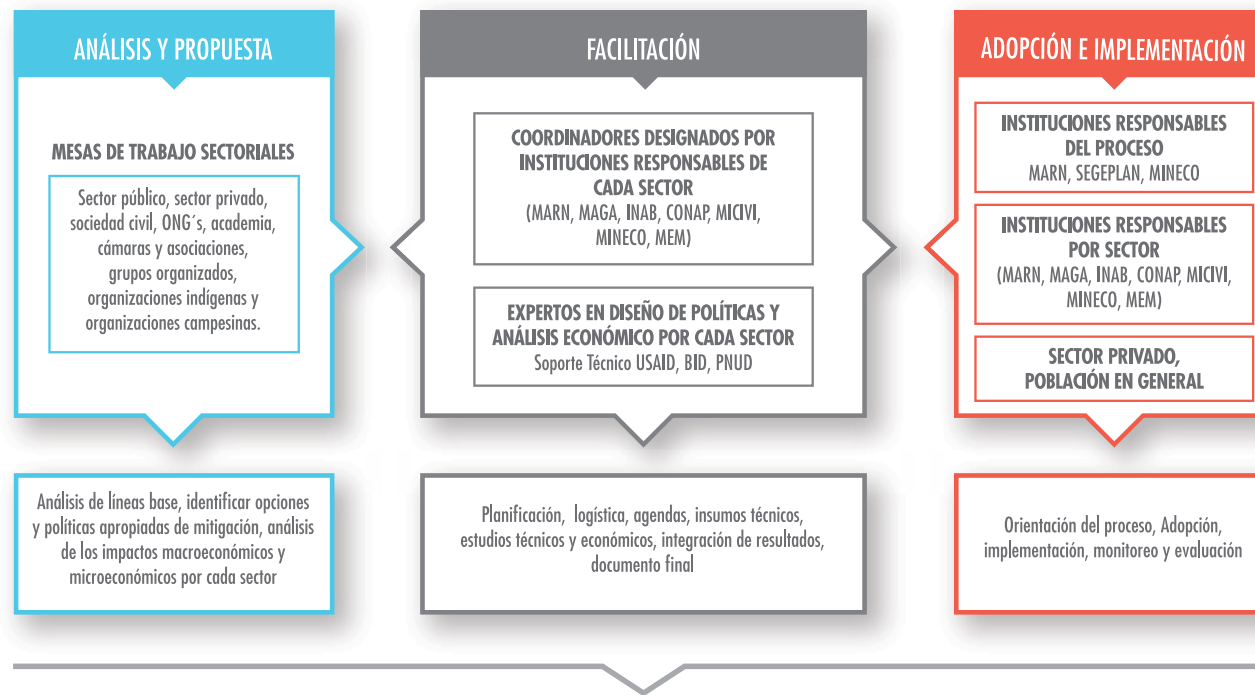 ANÁLISIS Y PROPUESTA
MESAS DE TRABAJO SECTORIALES
Sector público, sector privado,
sociedad civil, ONG´s, academia,
cámaras y asociaciones,
grupos organizados,
organizaciones indígenas y
organizaciones campesinas.
Análisis de líneas base, identificar opciones
y políticas apropiadas de mitigación, análisis
de los impactos macroeconómicos y
microeconómicos por cada sector
FACILITACIÓN
COORDINADORES DESIGNADOS POR
INSTITUCIONES RESPONSABLES DE
CADA SECTOR
(MARN, MAGA, INAB, CONAP, MICIVI,
MINECO, MEM)
EXPERTOS EN DISEÑO DE POLÍTICAS Y
ANÁLISIS ECONÓMICO POR CADA SECTOR
Soporte Técnico USAID, BID, PNUD
Planificación, logística, agendas, insumos técnicos,
estudios técnicos y económicos, integración de resultados,
documento final
ADOPCIÓN E IMPLEMENTACIÓN
INSTITUCIONES RESPONSABLES
DEL PROCESO
MARN, SEGEPLAN, MINECO
INSTITUCIONES RESPONSABLES
POR SECTOR
(MARN, MAGA, INAB, CONAP, MICIVI,
MINECO, MEM)
SECTOR PRIVADO,
POBLACIÓN EN GENERAL
Orientación del proceso, Adopción,
implementación, monitoreo y evaluación